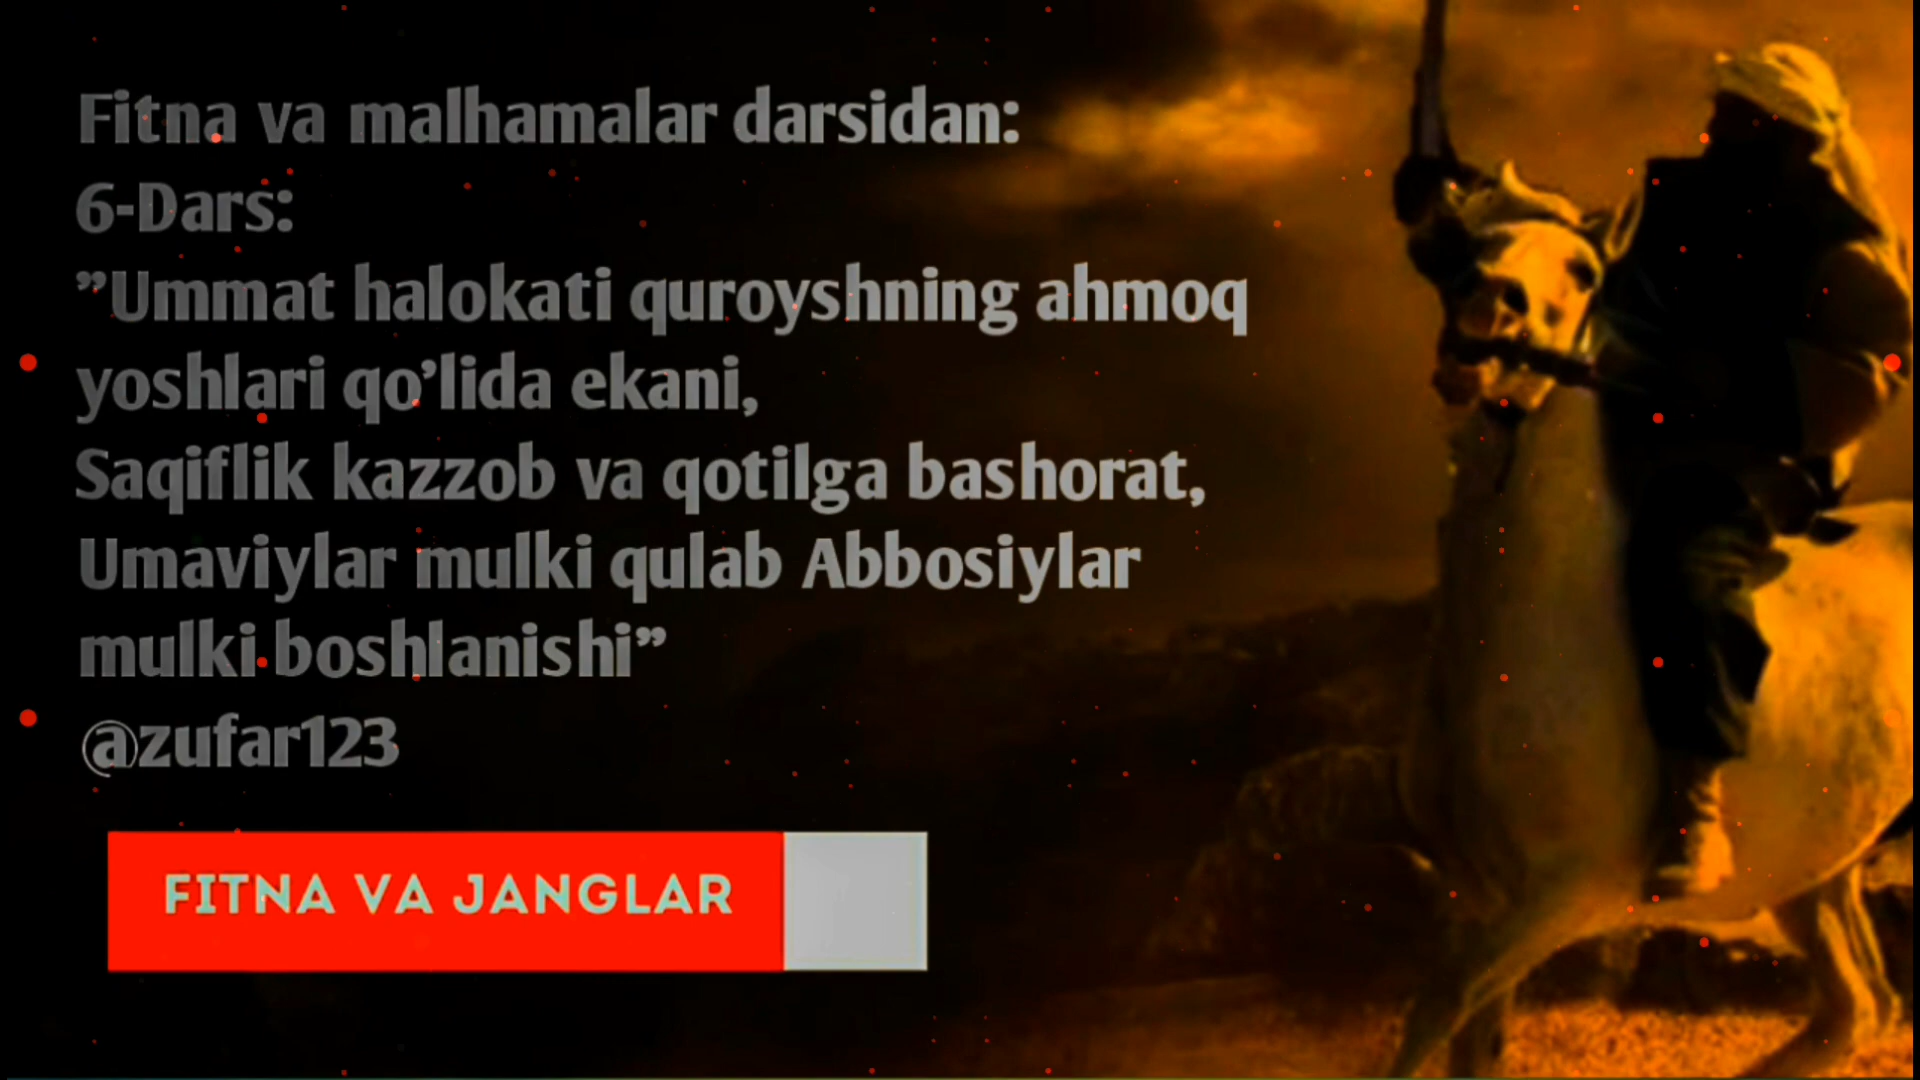 Fitna va malhamalar darsidan:
6-Dars:
”Ummat halokati quroyshning ahmoq
yoshlari qo’lida ekani,
Saqiflik kazzob va qotilga bashorat,
Umaviylar mulki qulab Abbosiylar
mulki boshlanishi”
@zufar123
FITNA VA JANGLAR